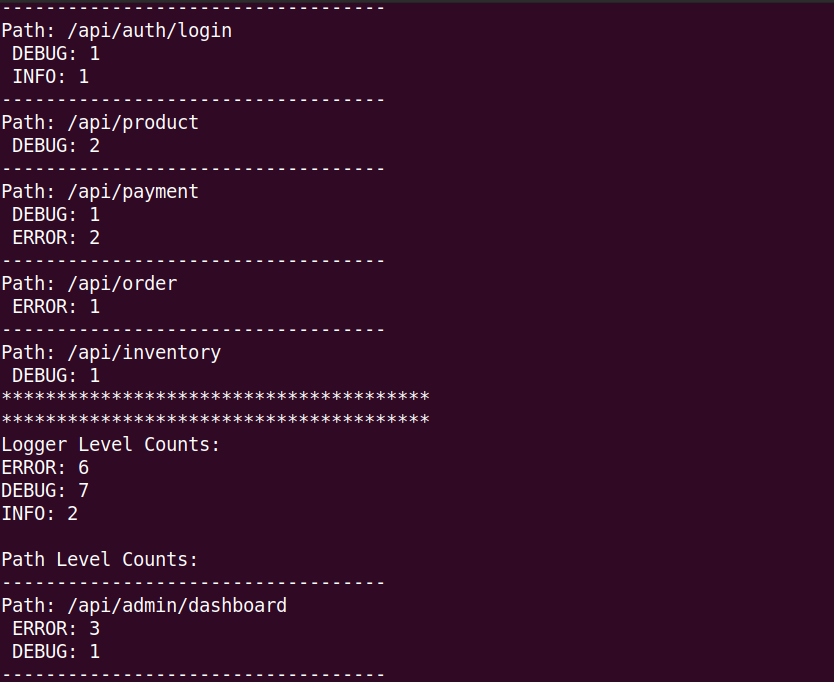 -----------------------------------
Path: /api/auth/login
 DEBUG: 1
 INFO: 1
-----------------------------------
Path: /api/product
 DEBUG: 2
-----------------------------------
Path: /api/payment
 DEBUG: 1
 ERROR: 2
-----------------------------------
Path: /api/order
 ERROR: 1
-----------------------------------
Path: /api/inventory
 DEBUG: 1
***************************************
***************************************
Logger Level Counts:
ERROR: 6
DEBUG: 7
INFO: 2

Path Level Counts:
-----------------------------------
Path: /api/admin/dashboard
 ERROR: 3
 DEBUG: 1
-----------------------------------